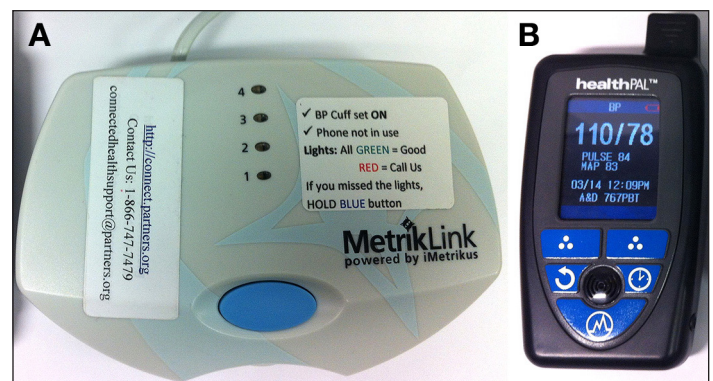 A
http://connect.partners.org
Contact Us: 1-866-747-7479
connectedhealthsupport@partners.org
4
3
2
1
✓ BP Cuff set ON
✓ Phone not in use
Lights: All GREEN = Good
RED = Call Us
If you missed the lights,
HOLD BLUE button
MetrikLink
powered by iMetrikus
B
healthPAL™
BP
110/78
PULSE 84
MAP 83
03/14 12:09PM
A&D 767PBT